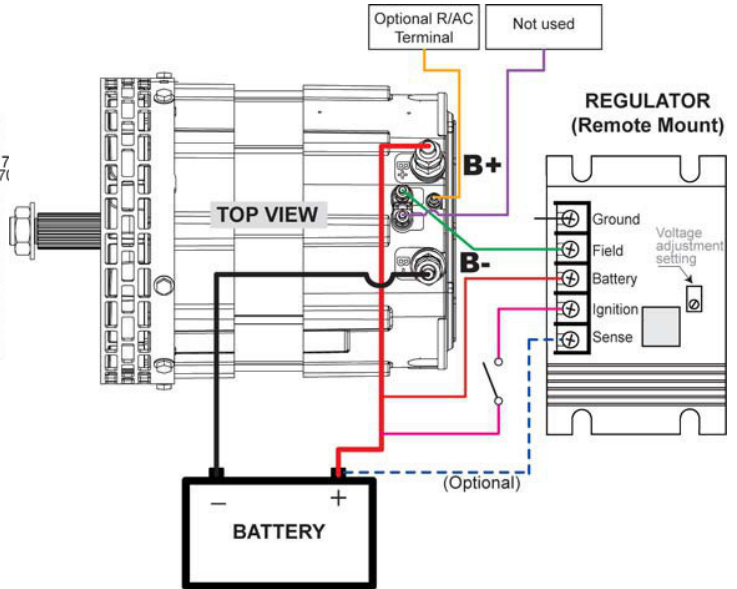 Optional R/AC
Terminal
Not used
REGULATOR
(Remote Mount)
B+
B+
TOP VIEW
B-
B-
Ground
Field
Battery
Ignition
Sense
Voltage
adjustment
setting
(Optional)
– +
BATTERY